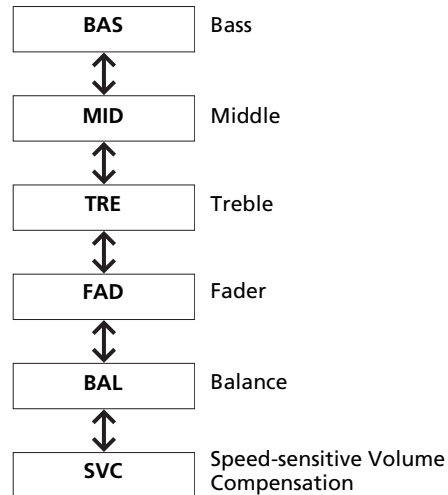 BAS Bass
MID Middle
TRE Treble
FAD Fader
BAL Balance
SVC Speed-sensitive Volume
Compensation